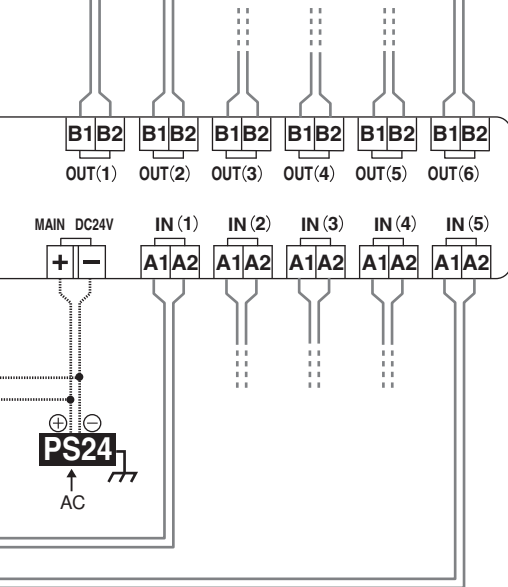 B1 B2 B1 B2 B1 B2 B1 B2 B1 B2 B1 B2
OUT(1) OUT(2) OUT(3) OUT(4) OUT(5) OUT(6)
MAIN DC24V IN(1) IN(2) IN(3) IN(4) IN(5)
+ − A1 A2 A1 A2 A1 A2 A1 A2 A1 A2
⊕ ⊖
PS24
AC